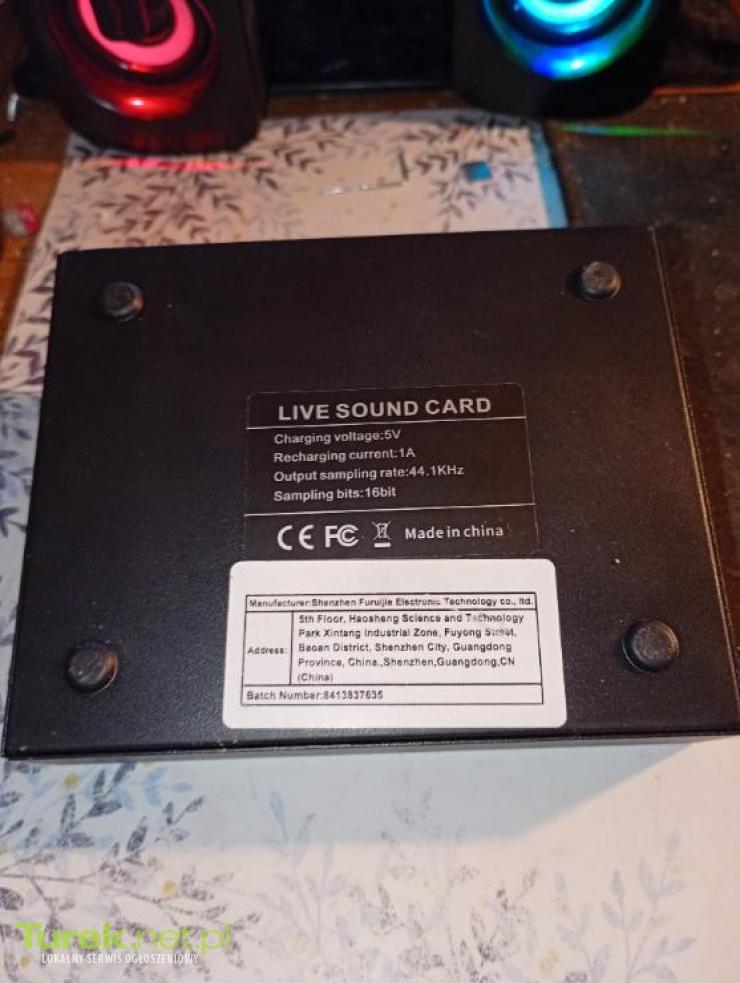 LIVE SOUND CARD
Charging voltage:5V
Recharging current:1A
Output sampling rate:44.1KHz
Sampling bits:16bit
CE FC Made in china
Manufacturer:Shenzhen Furuijie Electronic Technology co., ltd.
Address:
5th Floor, Haosheng Science and Technology
Park Xintang Industrial Zone, Fuyong Street,
Baoan District, Shenzhen City, Guangdong
Province, China.,Shenzhen,Guangdong,CN
(China)
Batch Number:8413837635
Turek.net.pl
LOKALNY SERWIS OGŁOSZENIOWY